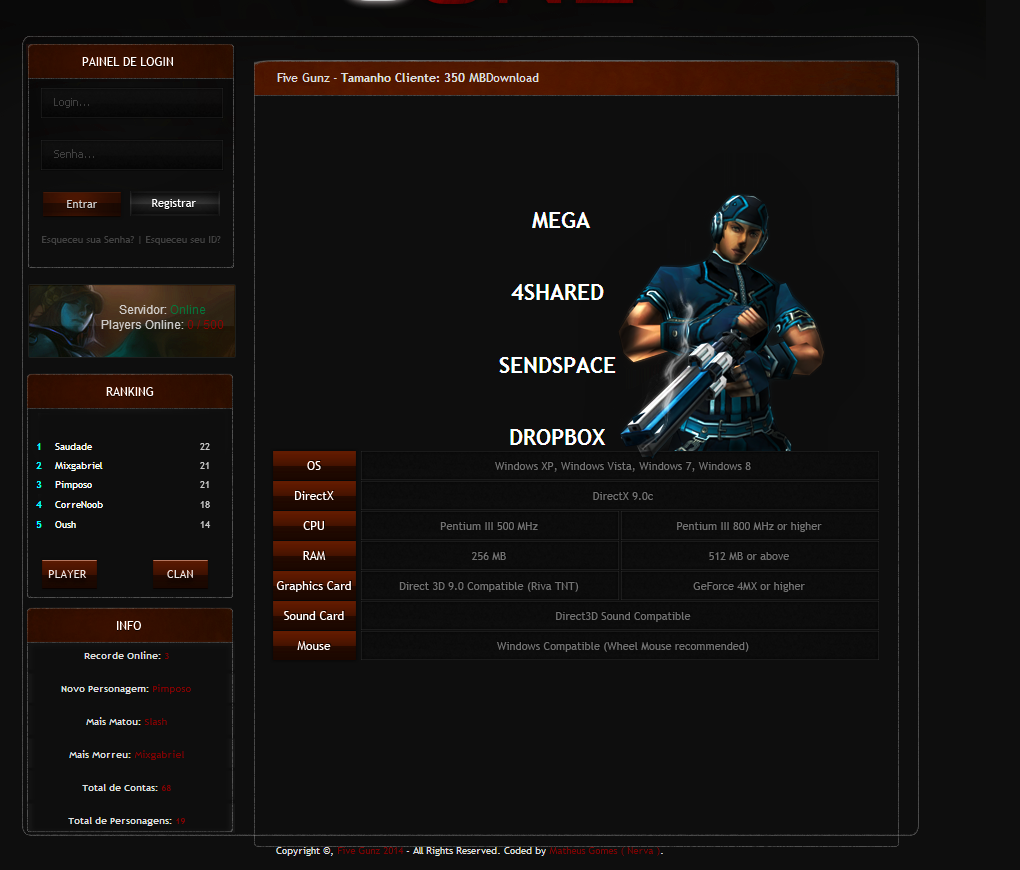 PAINEL DE LOGIN
Login...
Senha...
Entrar Registrar
Esqueceu sua Senha? | Esqueceu seu ID?
Servidor: Online
Players Online: 0 / 500
RANKING
1 Saudade 22
2 Mixgabriel 21
3 Pimposo 21
4 CorreNoob 18
5 Oush 14
PLAYER CLAN
INFO
Recorde Online: 3
Novo Personagem: Pimposo
Mais Matou: Slash
Mais Morreu: Mixgabriel
Total de Contas: 68
Total de Personagens: 19
Five Gunz - Tamanho Cliente: 350 MBDownload
MEGA
4SHARED
SENDSPACE
DROPBOX
OS Windows XP, Windows Vista, Windows 7, Windows 8
DirectX DirectX 9.0c
CPU Pentium III 500 MHz Pentium III 800 MHz or higher
RAM 256 MB 512 MB or above
Graphics Card Direct 3D 9.0 Compatible (Riva TNT) GeForce 4MX or higher
Sound Card Direct3D Sound Compatible
Mouse Windows Compatible (Wheel Mouse recommended)
Copyright ©, Five Gunz 2014 - All Rights Reserved. Coded by Matheus Gomes ( Nerva ).